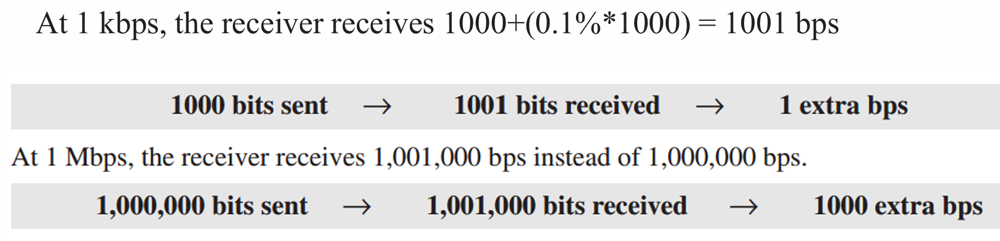 At 1 kbps, the receiver receives 1000+(0.1%*1000) = 1001 bps
1000 bits sent → 1001 bits received → 1 extra bps
At 1 Mbps, the receiver receives 1,001,000 bps instead of 1,000,000 bps.
1,000,000 bits sent → 1,001,000 bits received → 1000 extra bps